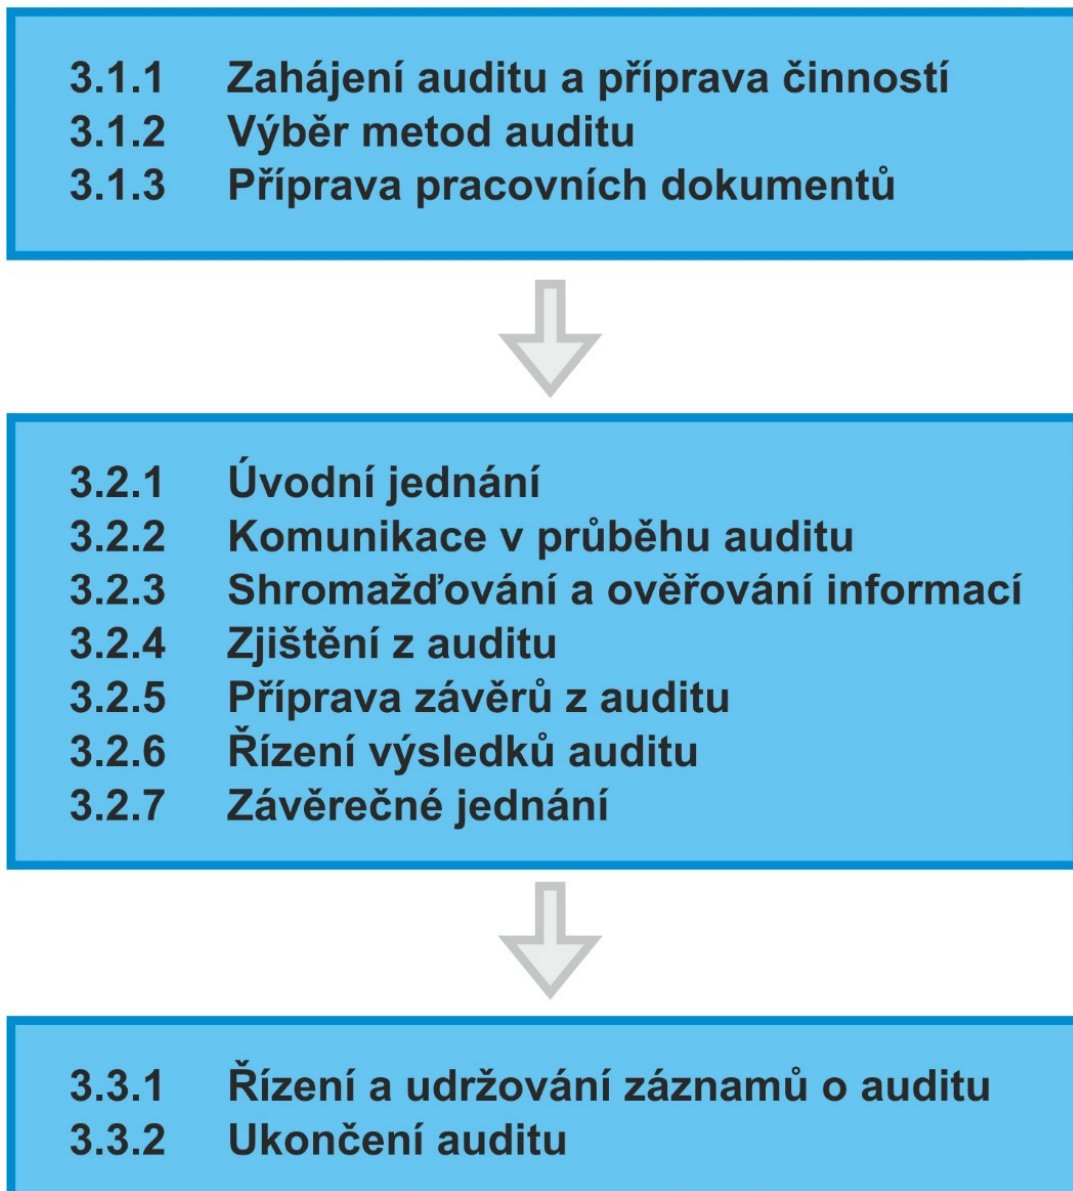 3.1.1 Zahájení auditu a příprava činností
3.1.2 Výběr metod auditu
3.1.3 Příprava pracovních dokumentů
3.2.1 Úvodní jednání
3.2.2 Komunikace v průběhu auditu
3.2.3 Shromažďování a ověřování informací
3.2.4 Zjištění z auditu
3.2.5 Příprava závěrů z auditu
3.2.6 Řízení výsledků auditu
3.2.7 Závěrečné jednání
3.3.1 Řízení a udržování záznamů o auditu
3.3.2 Ukončení auditu